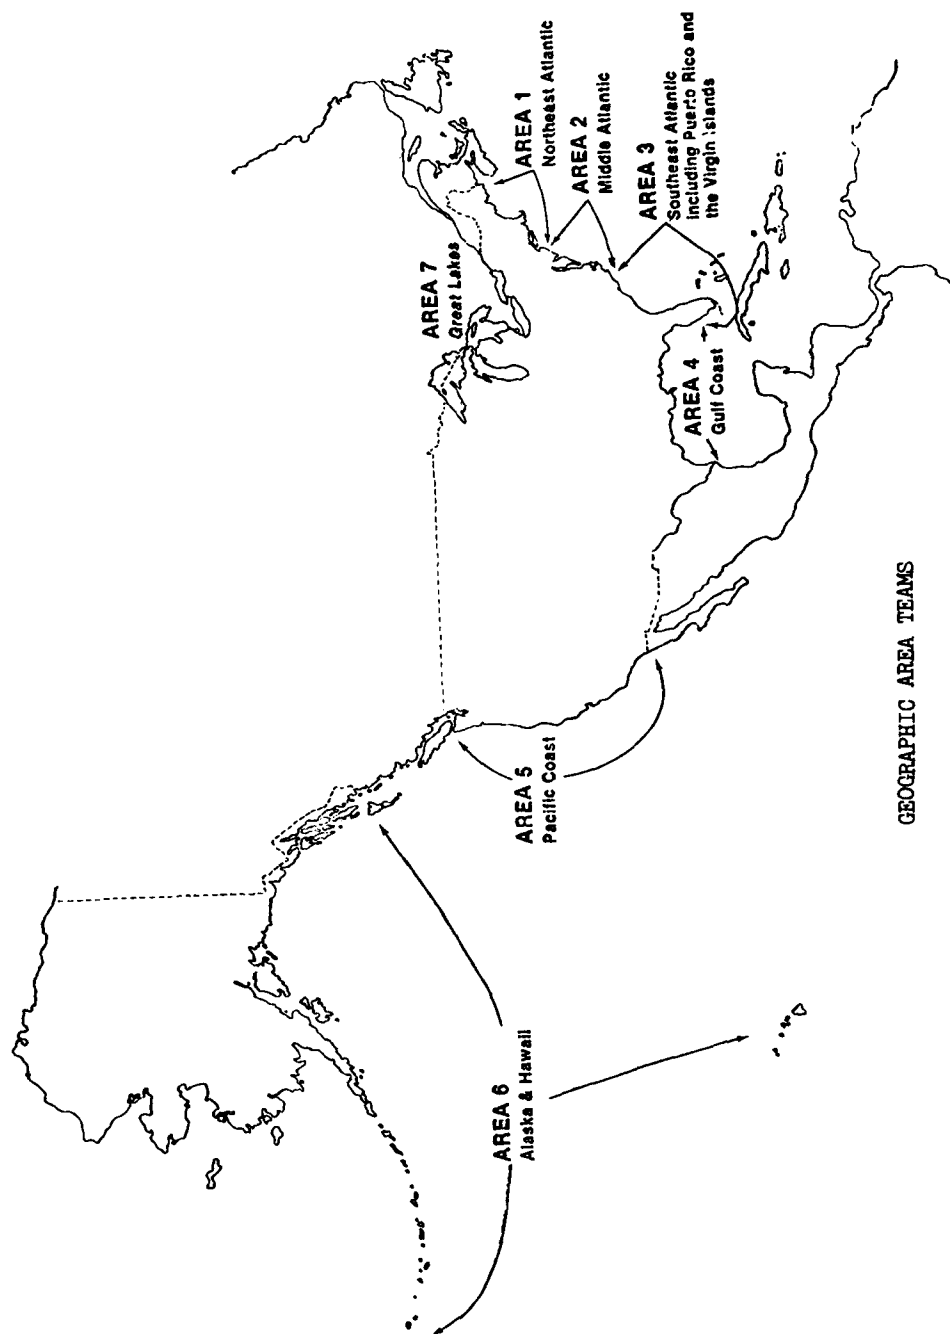 AREA 7
Great Lakes
AREA 1
Northeast Atlantic
AREA 2
Middle Atlantic
AREA 3
Southeast Atlantic
including Puerto Rico and
the Virgin Islands
AREA 4
Gulf Coast
AREA 5
Pacific Coast
AREA 6
Alaska & Hawaii
GEOGRAPHIC AREA TEAMS